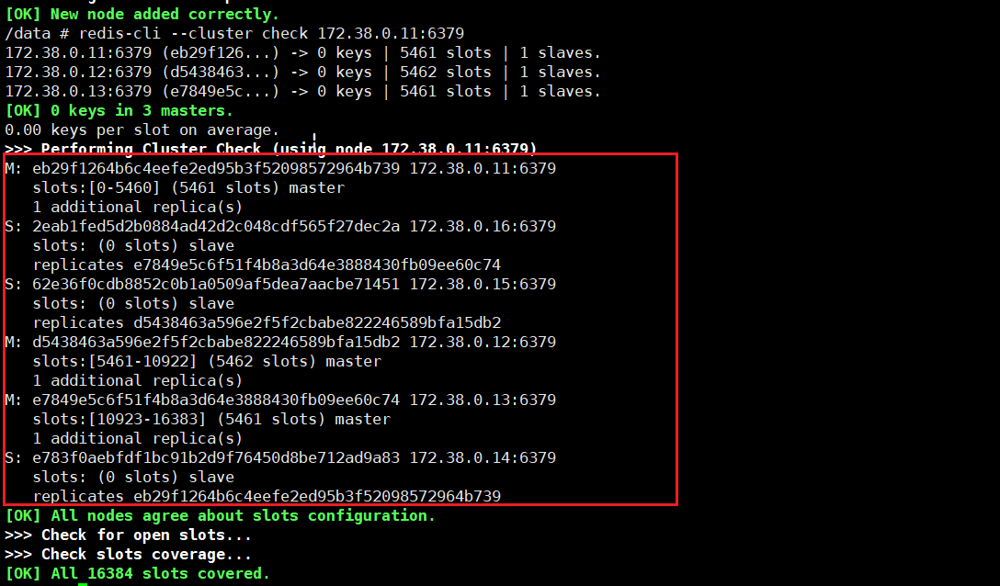 [OK] New node added correctly.
/data # redis-cli --cluster check 172.38.0.11:6379
172.38.0.11:6379 (eb29f126...) -> 0 keys | 5461 slots | 1 slaves.
172.38.0.12:6379 (d5438463...) -> 0 keys | 5462 slots | 1 slaves.
172.38.0.13:6379 (e7849e5c...) -> 0 keys | 5461 slots | 1 slaves.
[OK] 0 keys in 3 masters.
0.00 keys per slot on average.
>>> Performing Cluster Check (using node 172.38.0.11:6379)
M: eb29f1264b6c4eefe2ed95b3f52098572964b739 172.38.0.11:6379
   slots:[0-5460] (5461 slots) master
   1 additional replica(s)
S: 2eab1fed5d2b0884ad42d2c048cdf565f27dec2a 172.38.0.16:6379
   slots: (0 slots) slave
   replicates e7849e5c6f51f4b8a3d64e3888430fb09ee60c74
S: 62e36f0cdb8852c0b1a0509af5dea7aacbe71451 172.38.0.15:6379
   slots: (0 slots) slave
   replicates d5438463a596e2f5f2cbabe822246589bfa15db2
M: d5438463a596e2f5f2cbabe822246589bfa15db2 172.38.0.12:6379
   slots:[5461-10922] (5462 slots) master
   1 additional replica(s)
M: e7849e5c6f51f4b8a3d64e3888430fb09ee60c74 172.38.0.13:6379
   slots:[10923-16383] (5461 slots) master
   1 additional replica(s)
S: e783f0aebfdf1bc91b2d9f76450d8be712ad9a83 172.38.0.14:6379
   slots: (0 slots) slave
   replicates eb29f1264b6c4eefe2ed95b3f52098572964b739
[OK] All nodes agree about slots configuration.
>>> Check for open slots...
>>> Check slots coverage...
[OK] All 16384 slots covered.